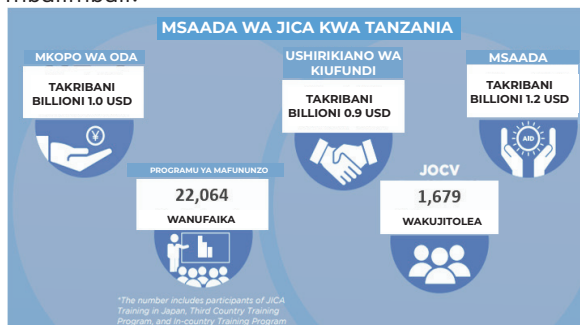 MSAADA WA JICA KWA TANZANIA
MKOPO WA ODA
TAKRIBANI
BILLIONI 1.0 USD
¥
USHIRIKIANO WA
KIUFUNDI
TAKRIBANI
BILLIONI 0.9 USD
MSAADA
TAKRIBANI
BILLIONI 1.2 USD
AID
PROGRAMU YA MAFUNUNZO
22,064
WANUFAIKA
JOCV
1,679
WAKUJITOLEA
*The number includes participants of JICA
Training in Japan, Third Country Training
Program, and In-country Training Program